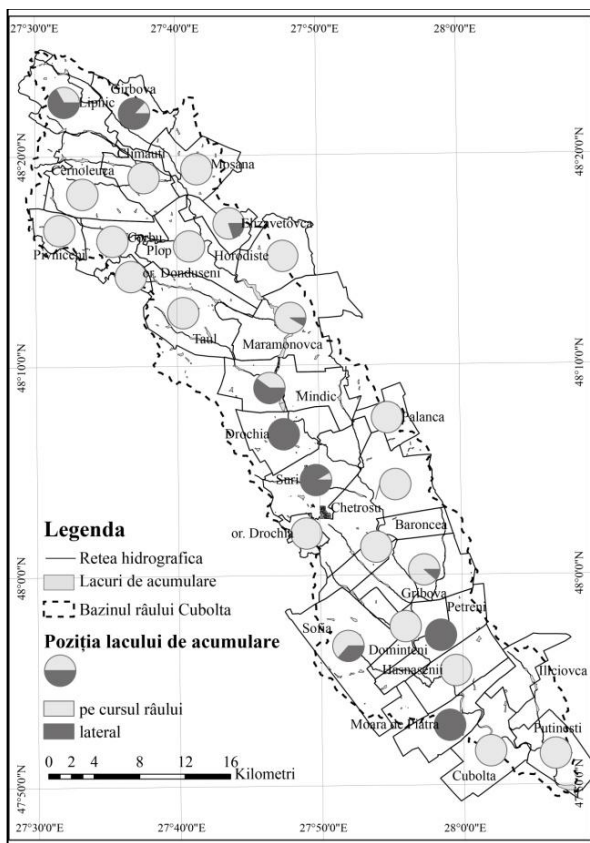 27°30'0"E 27°40'0"E 27°50'0"E 28°0'0"E
Girbova
Lipnic
48°20'0"N 48°20'0"N
Climauti
Mosana
Cernoleuca
Elizavetovca
Corbu
Plop
Horodiste
Pivniceni
or. Donduseni
Taul
Maramonovca
48°10'0"N 48°10'0"N
Mindic
Palanca
Drochia
Suri
Chetrosu
Baroncea
or. Drochia
Legenda
Retea hidrografica
Lacuri de acumulare
Bazinul râului Cubolta
48°0'0"N 48°0'0"N
Gribova
Petreni
Sofia
Poziția lacului de acumulare
Dominteni
Hasnasenii
Iliciovca
pe cursul râului
lateral
Moara de Piatra
Putinesti
Cubolta
0 2 4 8 12 16
Kilometri
47°50'0"N 47°50'0"N
27°30'0"E 27°40'0"E 27°50'0"E 28°0'0"E